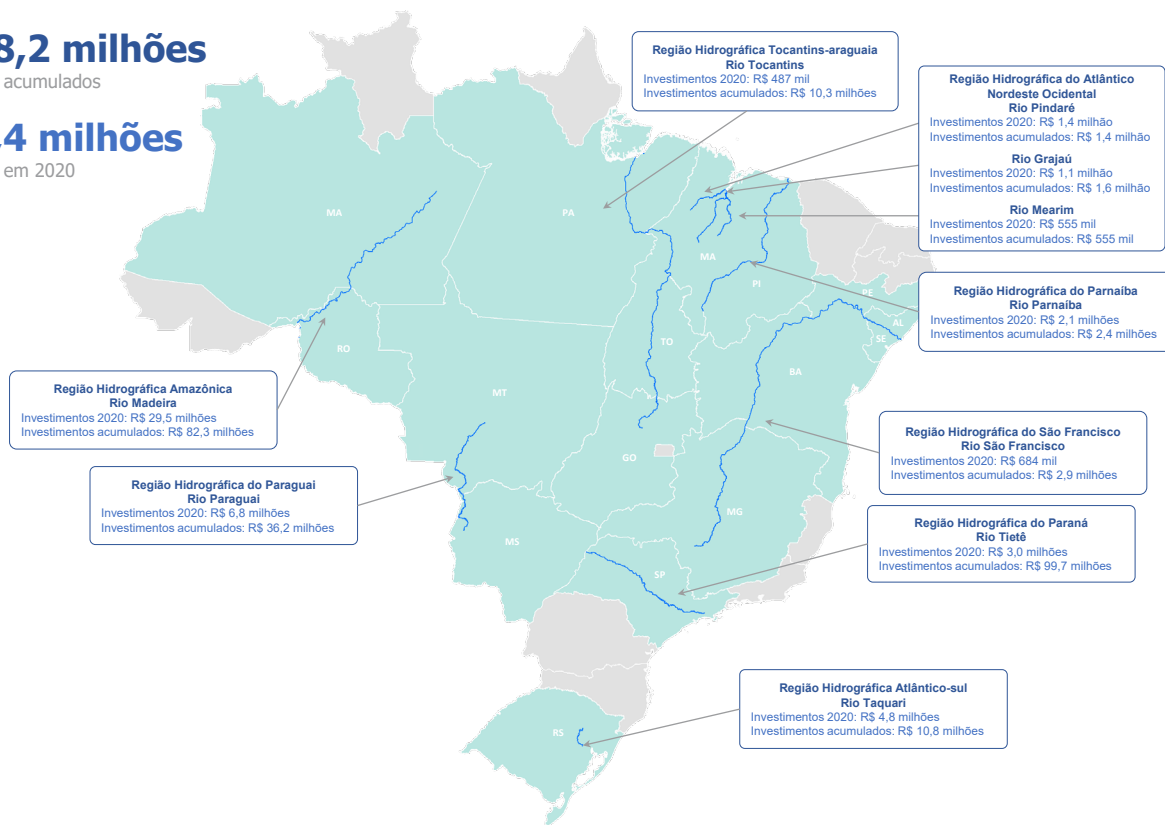 8,2 milhões
acumulados
,4 milhões
em 2020
Região Hidrográfica Tocantins-araguaia
Rio Tocantins
Investimentos 2020: R$ 487 mil
Investimentos acumulados: R$ 10,3 milhões
Região Hidrográfica do Atlântico
Nordeste Ocidental
Rio Pindaré
Investimentos 2020: R$ 1,4 milhão
Investimentos acumulados: R$ 1,4 milhão
Rio Grajaú
Investimentos 2020: R$ 1,1 milhão
Investimentos acumulados: R$ 1,6 milhão
Rio Mearim
Investimentos 2020: R$ 555 mil
Investimentos acumulados: R$ 555 mil
Região Hidrográfica do Parnaíba
Rio Parnaíba
Investimentos 2020: R$ 2,1 milhões
Investimentos acumulados: R$ 2,4 milhões
Região Hidrográfica Amazônica
Rio Madeira
Investimentos 2020: R$ 29,5 milhões
Investimentos acumulados: R$ 82,3 milhões
Região Hidrográfica do São Francisco
Rio São Francisco
Investimentos 2020: R$ 684 mil
Investimentos acumulados: R$ 2,9 milhões
Região Hidrográfica do Paraguai
Rio Paraguai
Investimentos 2020: R$ 6,8 milhões
Investimentos acumulados: R$ 36,2 milhões
Região Hidrográfica do Paraná
Rio Tietê
Investimentos 2020: R$ 3,0 milhões
Investimentos acumulados: R$ 99,7 milhões
Região Hidrográfica Atlântico-sul
Rio Taquari
Investimentos 2020: R$ 4,8 milhões
Investimentos acumulados: R$ 10,8 milhões
MA
PA
MA
PI
PE
AL
SE
RO
TO
BA
MT
GO
MG
MS
SP
RS